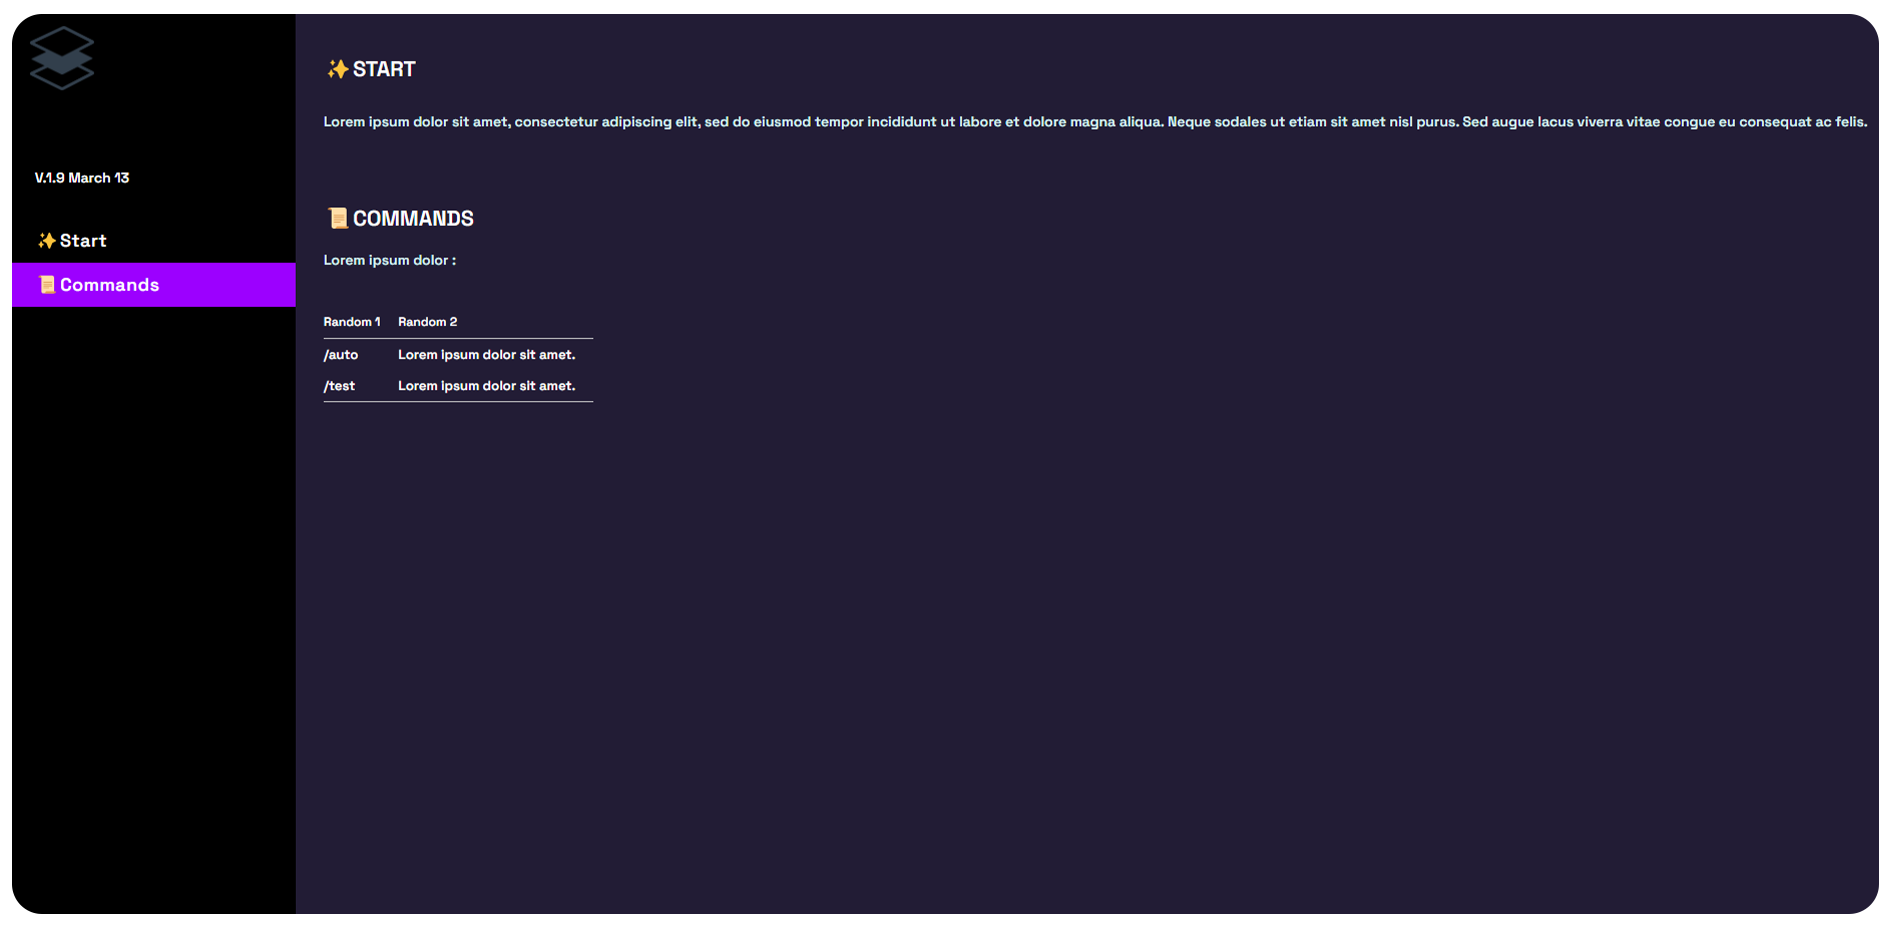 V.1.9 March 13
✨Start
📜Commands
✨START
Lorem ipsum dolor sit amet, consectetur adipiscing elit, sed do eiusmod tempor incididunt ut labore et dolore magna aliqua. Neque sodales ut etiam sit amet nisl purus. Sed augue lacus viverra vitae congue eu consequat ac felis.
📜COMMANDS
Lorem ipsum dolor :
Random 1 Random 2
/auto Lorem ipsum dolor sit amet.
/test Lorem ipsum dolor sit amet.